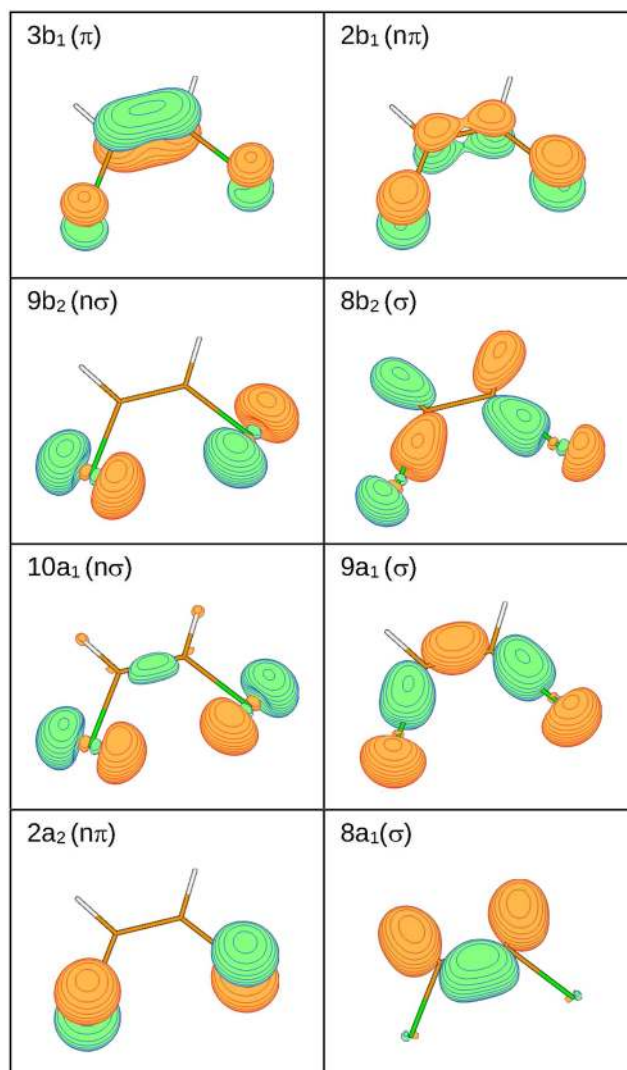 3b₁ (π)
2b₁ (nπ)
9b₂ (nσ)
8b₂ (σ)
10a₁ (nσ)
9a₁ (σ)
2a₂ (nπ)
8a₁(σ)